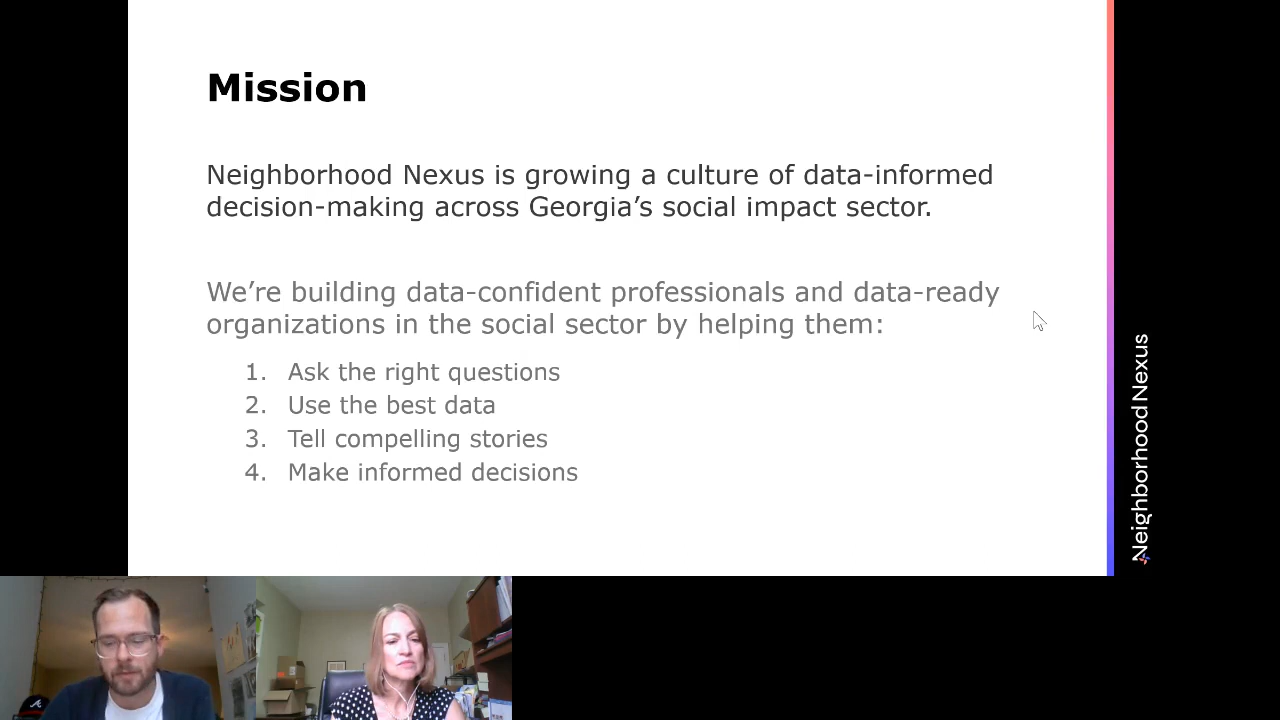 Mission
Neighborhood Nexus is growing a culture of data-informed
decision-making across Georgia’s social impact sector.
We’re building data-confident professionals and data-ready
organizations in the social sector by helping them:
1. Ask the right questions
2. Use the best data
3. Tell compelling stories
4. Make informed decisions
Neighborhood Nexus